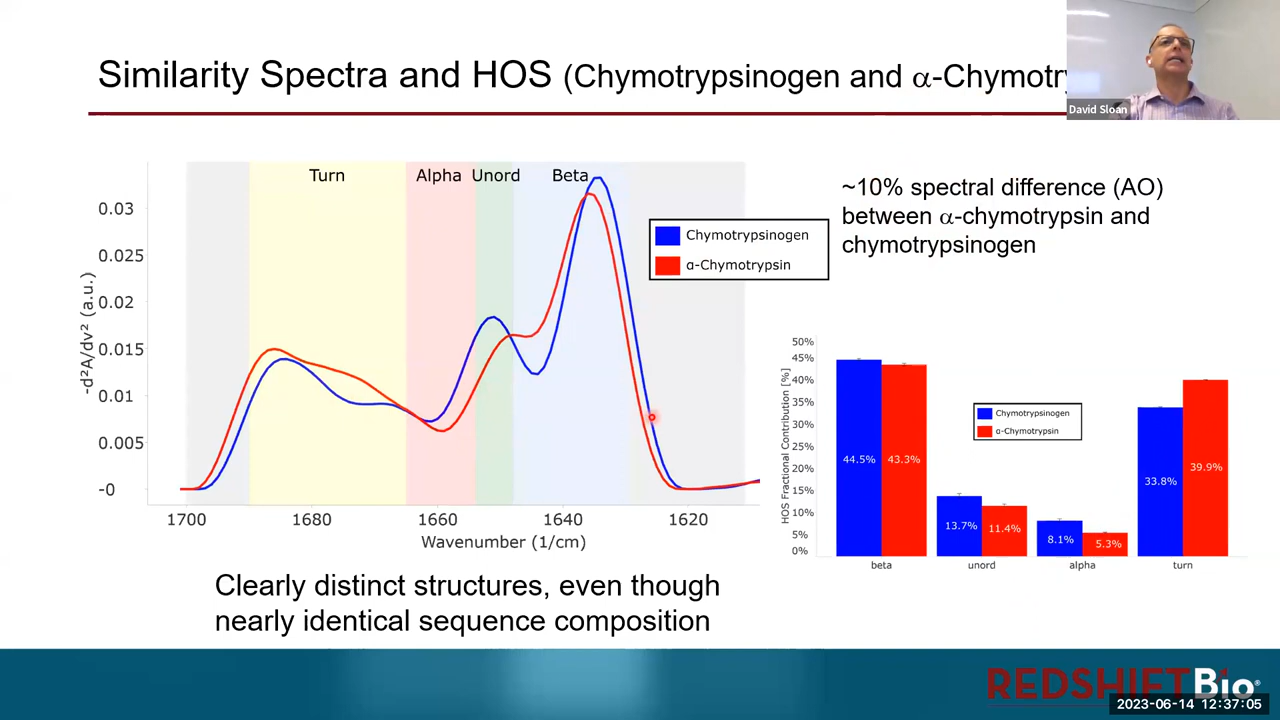 Similarity Spectra and HOS (Chymotrypsinogen and α-Chymotry
David Sloan
Turn
Alpha
Unord
Beta
0.03
0.025
0.02
0.015
0.01
0.005
-0
-d²A/dv² (a.u.)
1700
1680
1660
1640
1620
Wavenumber (1/cm)
Chymotrypsinogen
α-Chymotrypsin
~10% spectral difference (AO)
between α-chymotrypsin and
chymotrypsinogen
50%
45%
40%
35%
30%
25%
20%
15%
10%
5%
0%
HOS Fractional Contribution [%]
Chymotrypsinogen
α-Chymotrypsin
44.5%
43.3%
13.7%
11.4%
8.1%
5.3%
33.8%
39.9%
beta
unord
alpha
turn
Clearly distinct structures, even though
nearly identical sequence composition
REDSHIFTBio®
2023-06-14 12:37:05